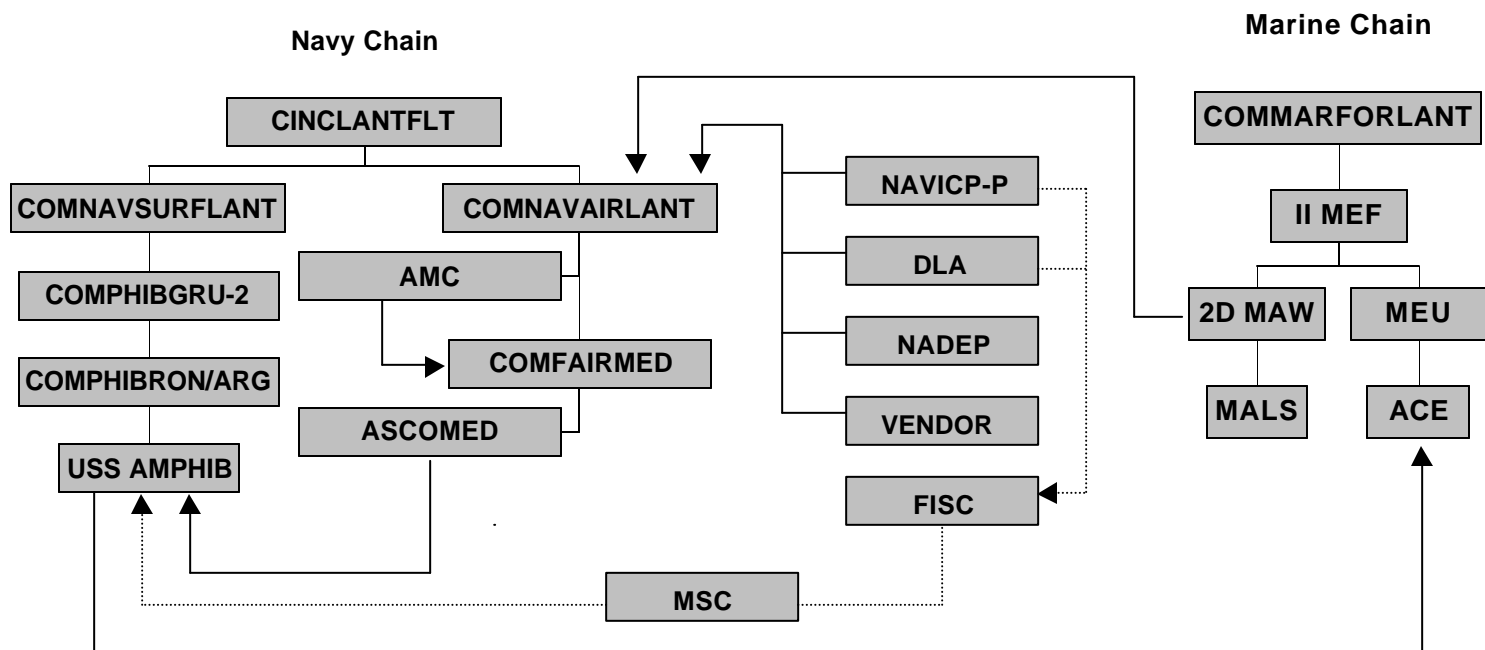 Navy Chain
Marine Chain
CINCLANTFLT
COMMARFORLANT
COMNAVSURFLANT
COMNAVAIRLANT
NAVICP-P
II MEF
AMC
DLA
COMPHIBGRU-2
2D MAW
MEU
COMFAIRMED
NADEP
COMPHIBRON/ARG
MALS
ACE
ASCOMED
VENDOR
USS AMPHIB
FISC
MSC